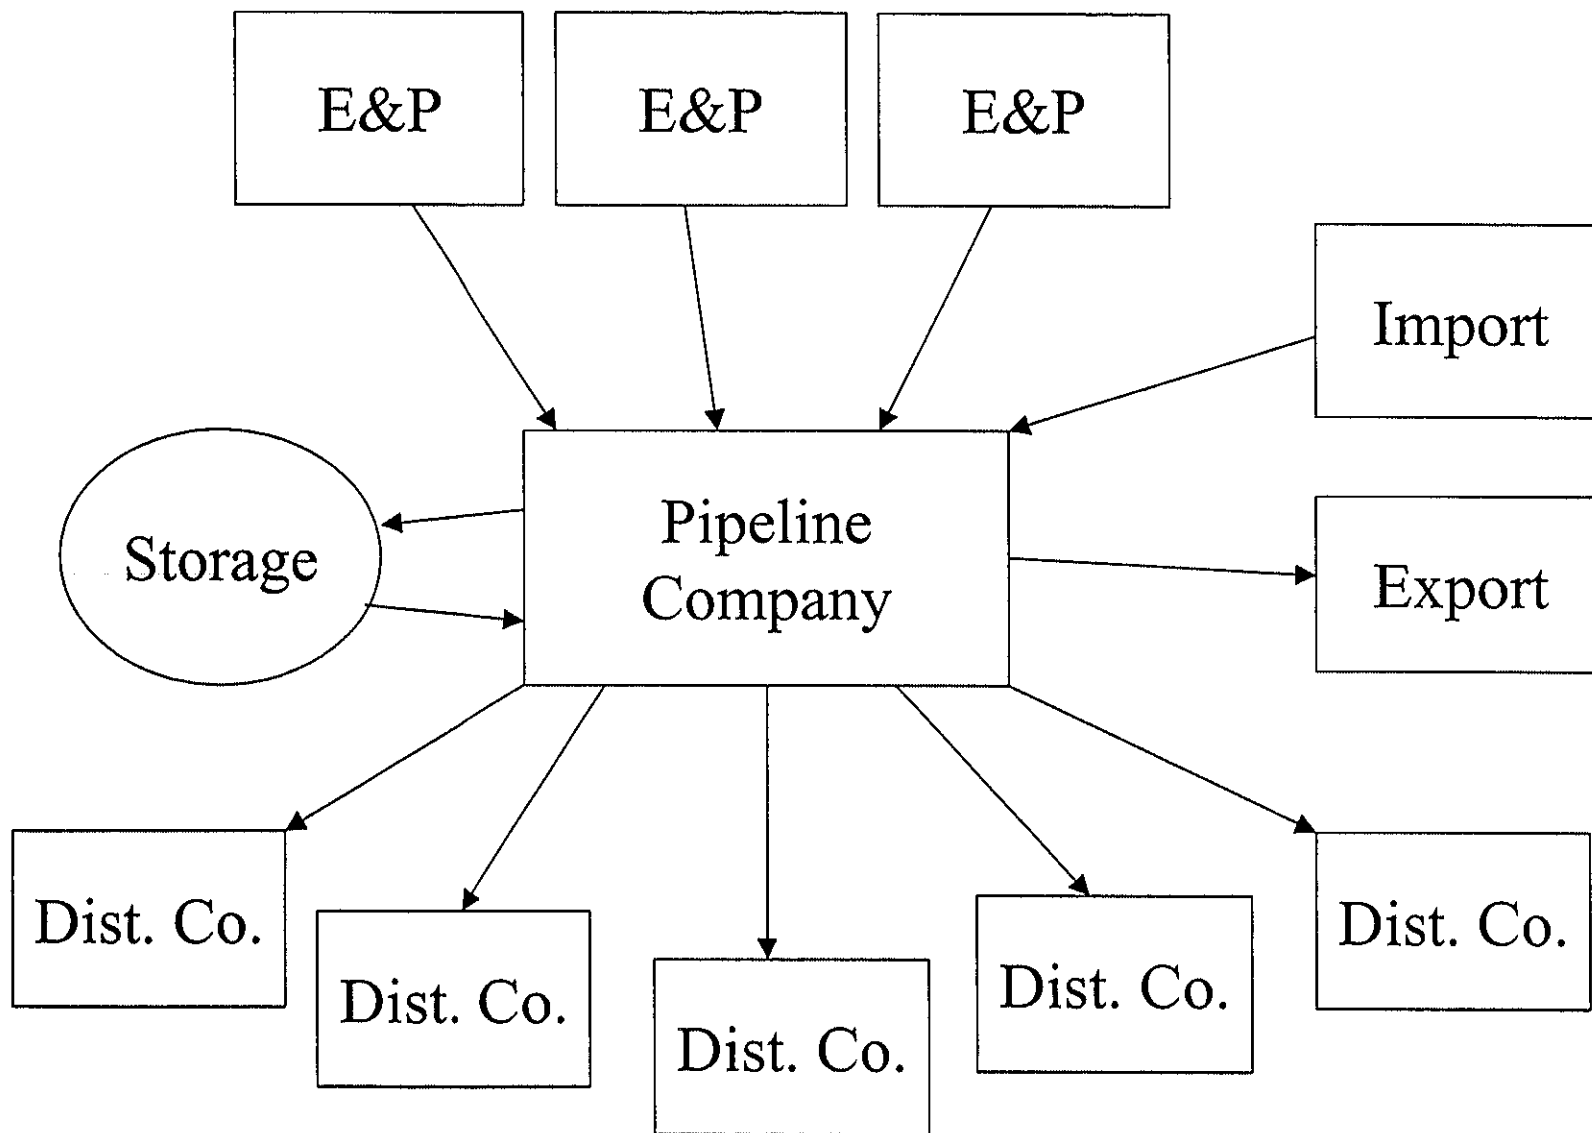 E&P
E&P
E&P
Import
Pipeline
Company
Storage
Export
Dist. Co.
Dist. Co.
Dist. Co.
Dist. Co.
Dist. Co.